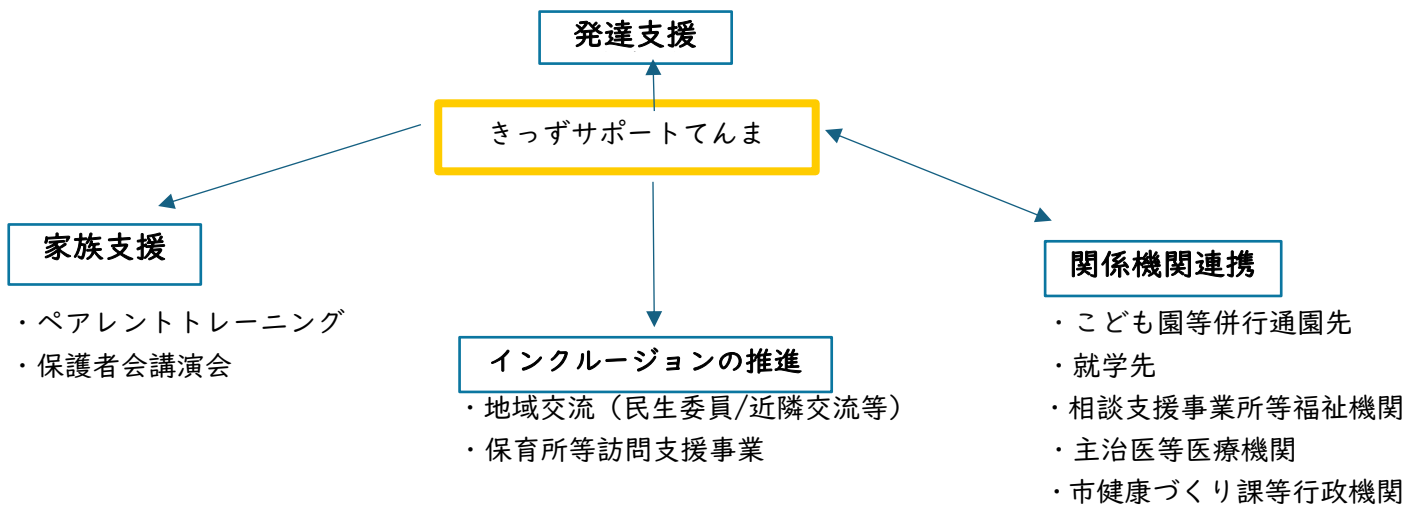 発達支援
きっずサポートてんま
家族支援
・ペアレントトレーニング
・保護者会講演会
インクルージョンの推進
・地域交流（民生委員/近隣交流等）
・保育所等訪問支援事業
関係機関連携
・こども園等併行通園先
・就学先
・相談支援事業所等福祉機関
・主治医等医療機関
・市健康づくり課等行政機関